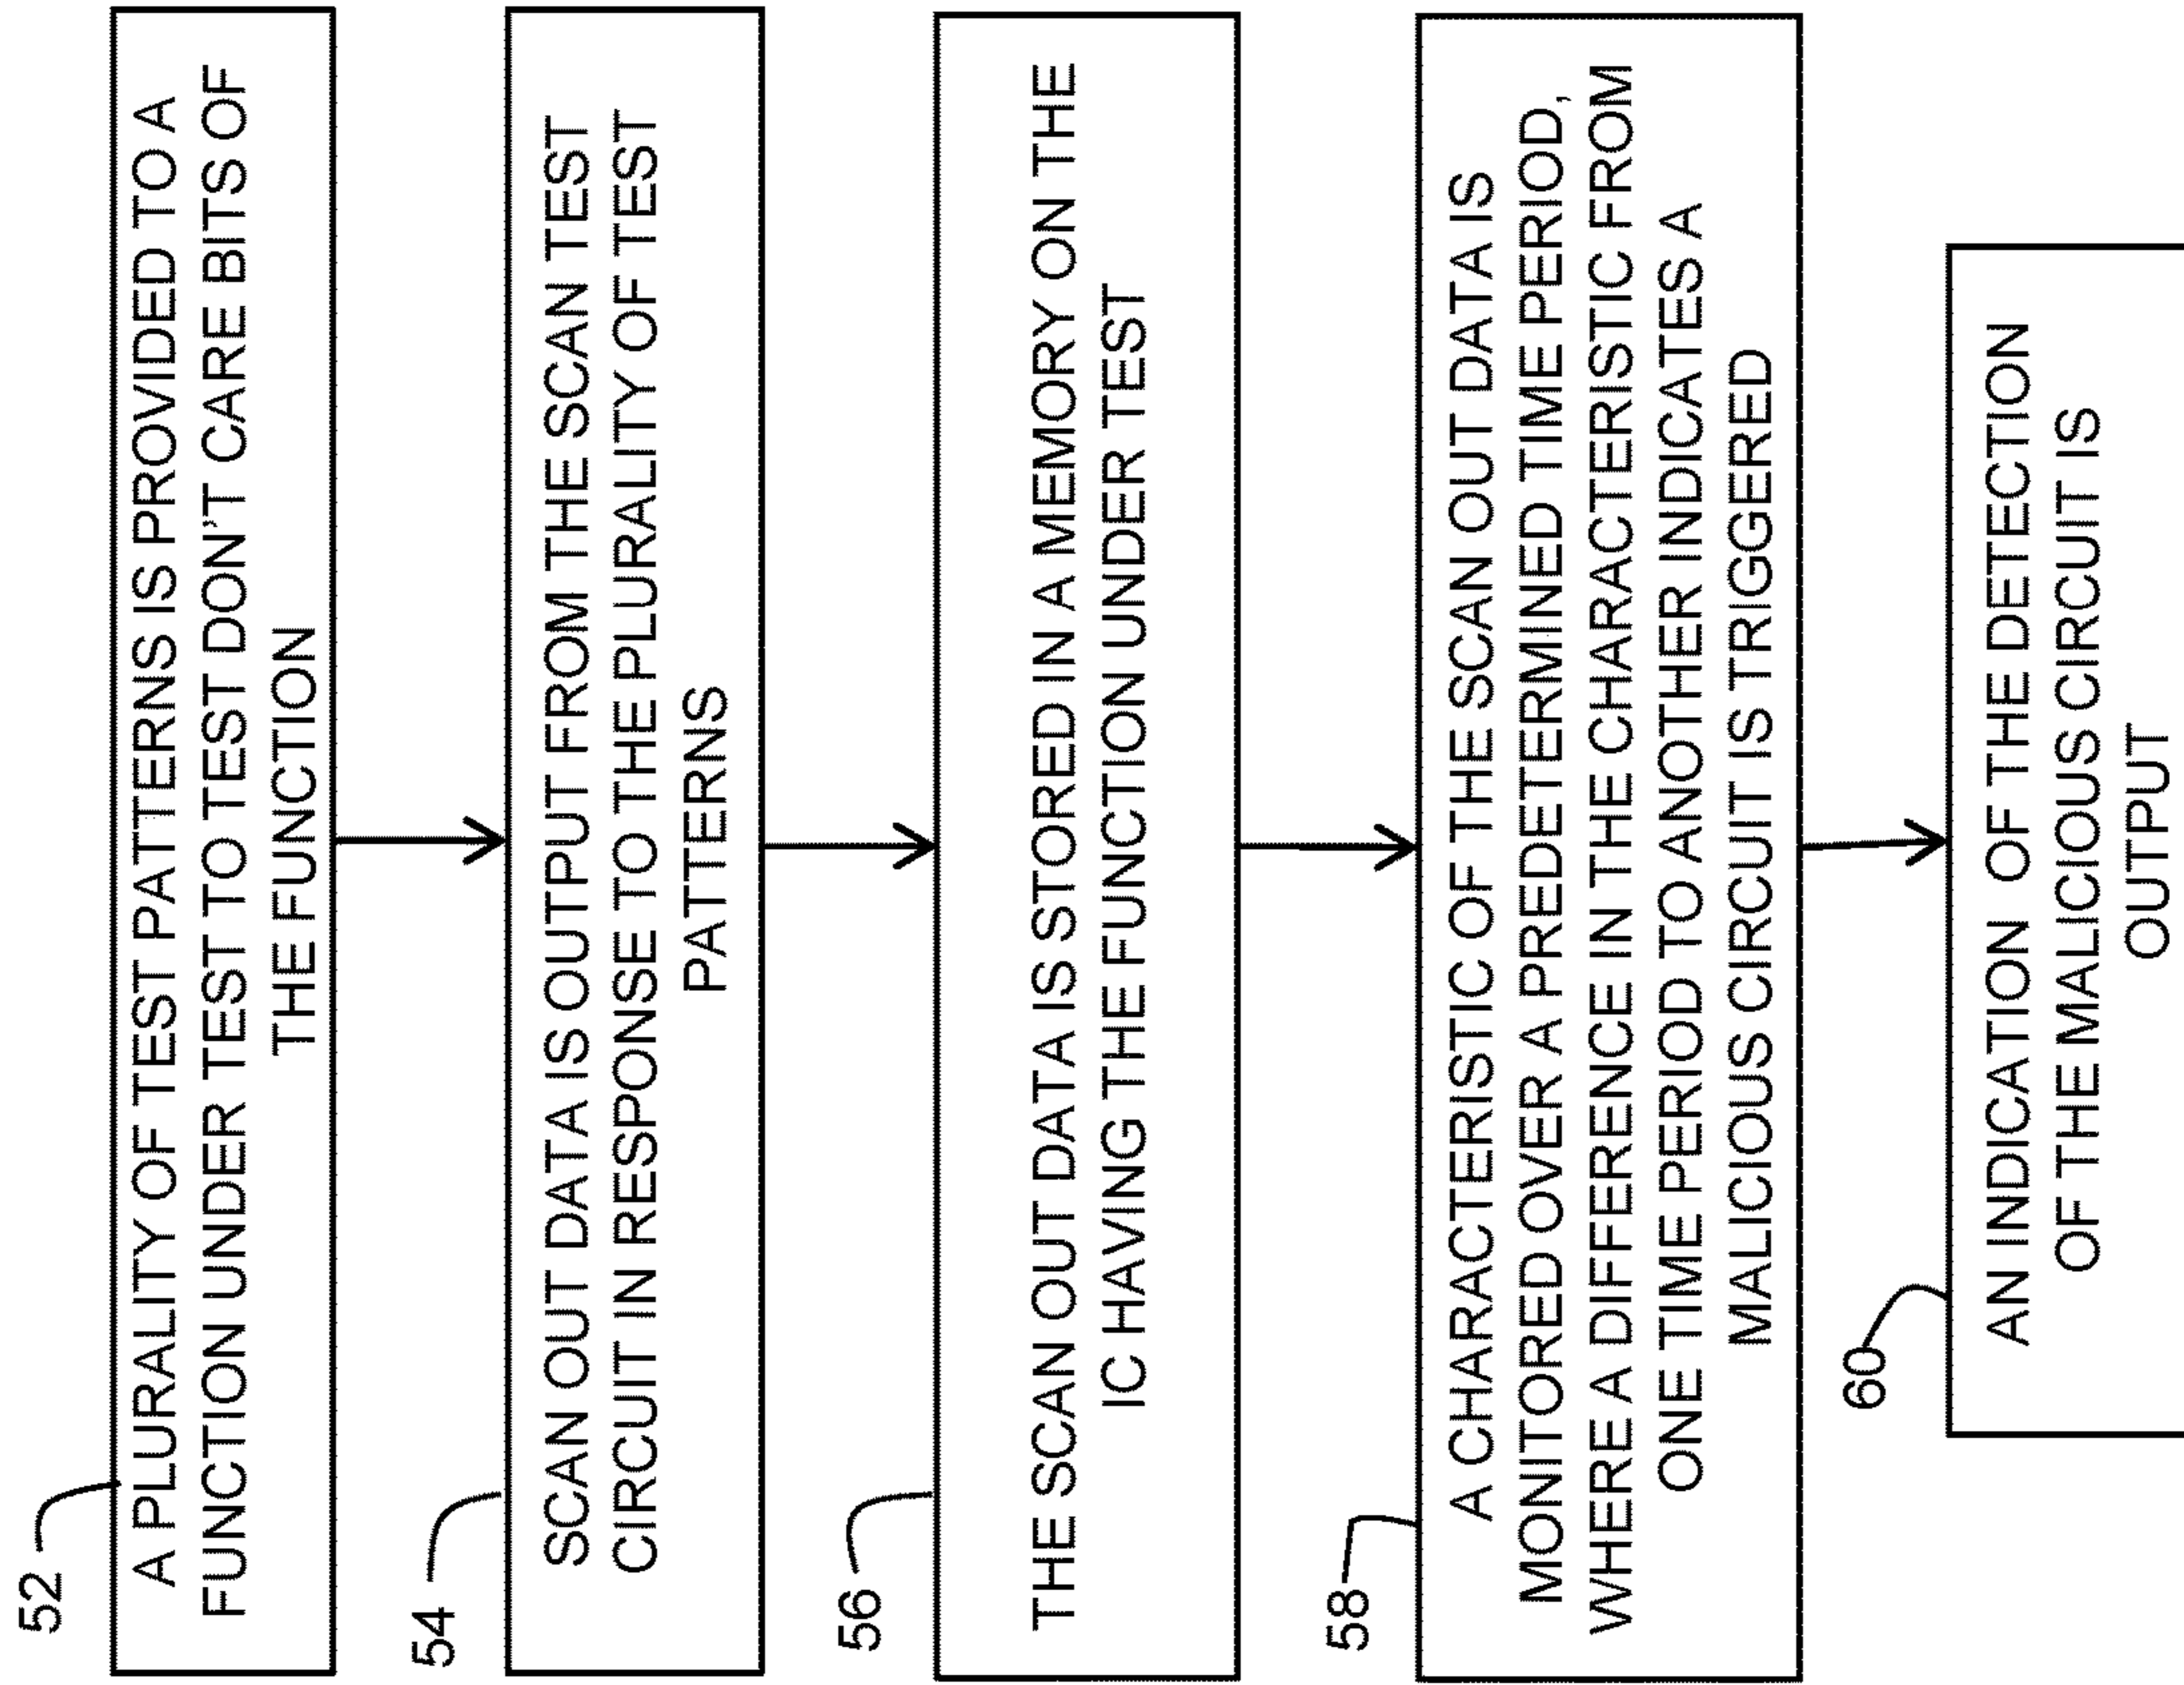 52
A PLURALITY OF TEST PATTERNS IS PROVIDED TO A
FUNCTION UNDER TEST TO TEST DON'T CARE BITS OF
THE FUNCTION
54
SCAN OUT DATA IS OUTPUT FROM THE SCAN TEST
CIRCUIT IN RESPONSE TO THE PLURALITY OF TEST
PATTERNS
56
THE SCAN OUT DATA IS STORED IN A MEMORY ON THE
IC HAVING THE FUNCTION UNDER TEST
58
A CHARACTERISTIC OF THE SCAN OUT DATA IS
MONITORED OVER A PREDETERMINED TIME PERIOD,
WHERE A DIFFERENCE IN THE CHARACTERISTIC FROM
ONE TIME PERIOD TO ANOTHER INDICATES A
MALICIOUS CIRCUIT IS TRIGGERED
60
AN INDICATION OF THE DETECTION
OF THE MALICIOUS CIRCUIT IS
OUTPUT